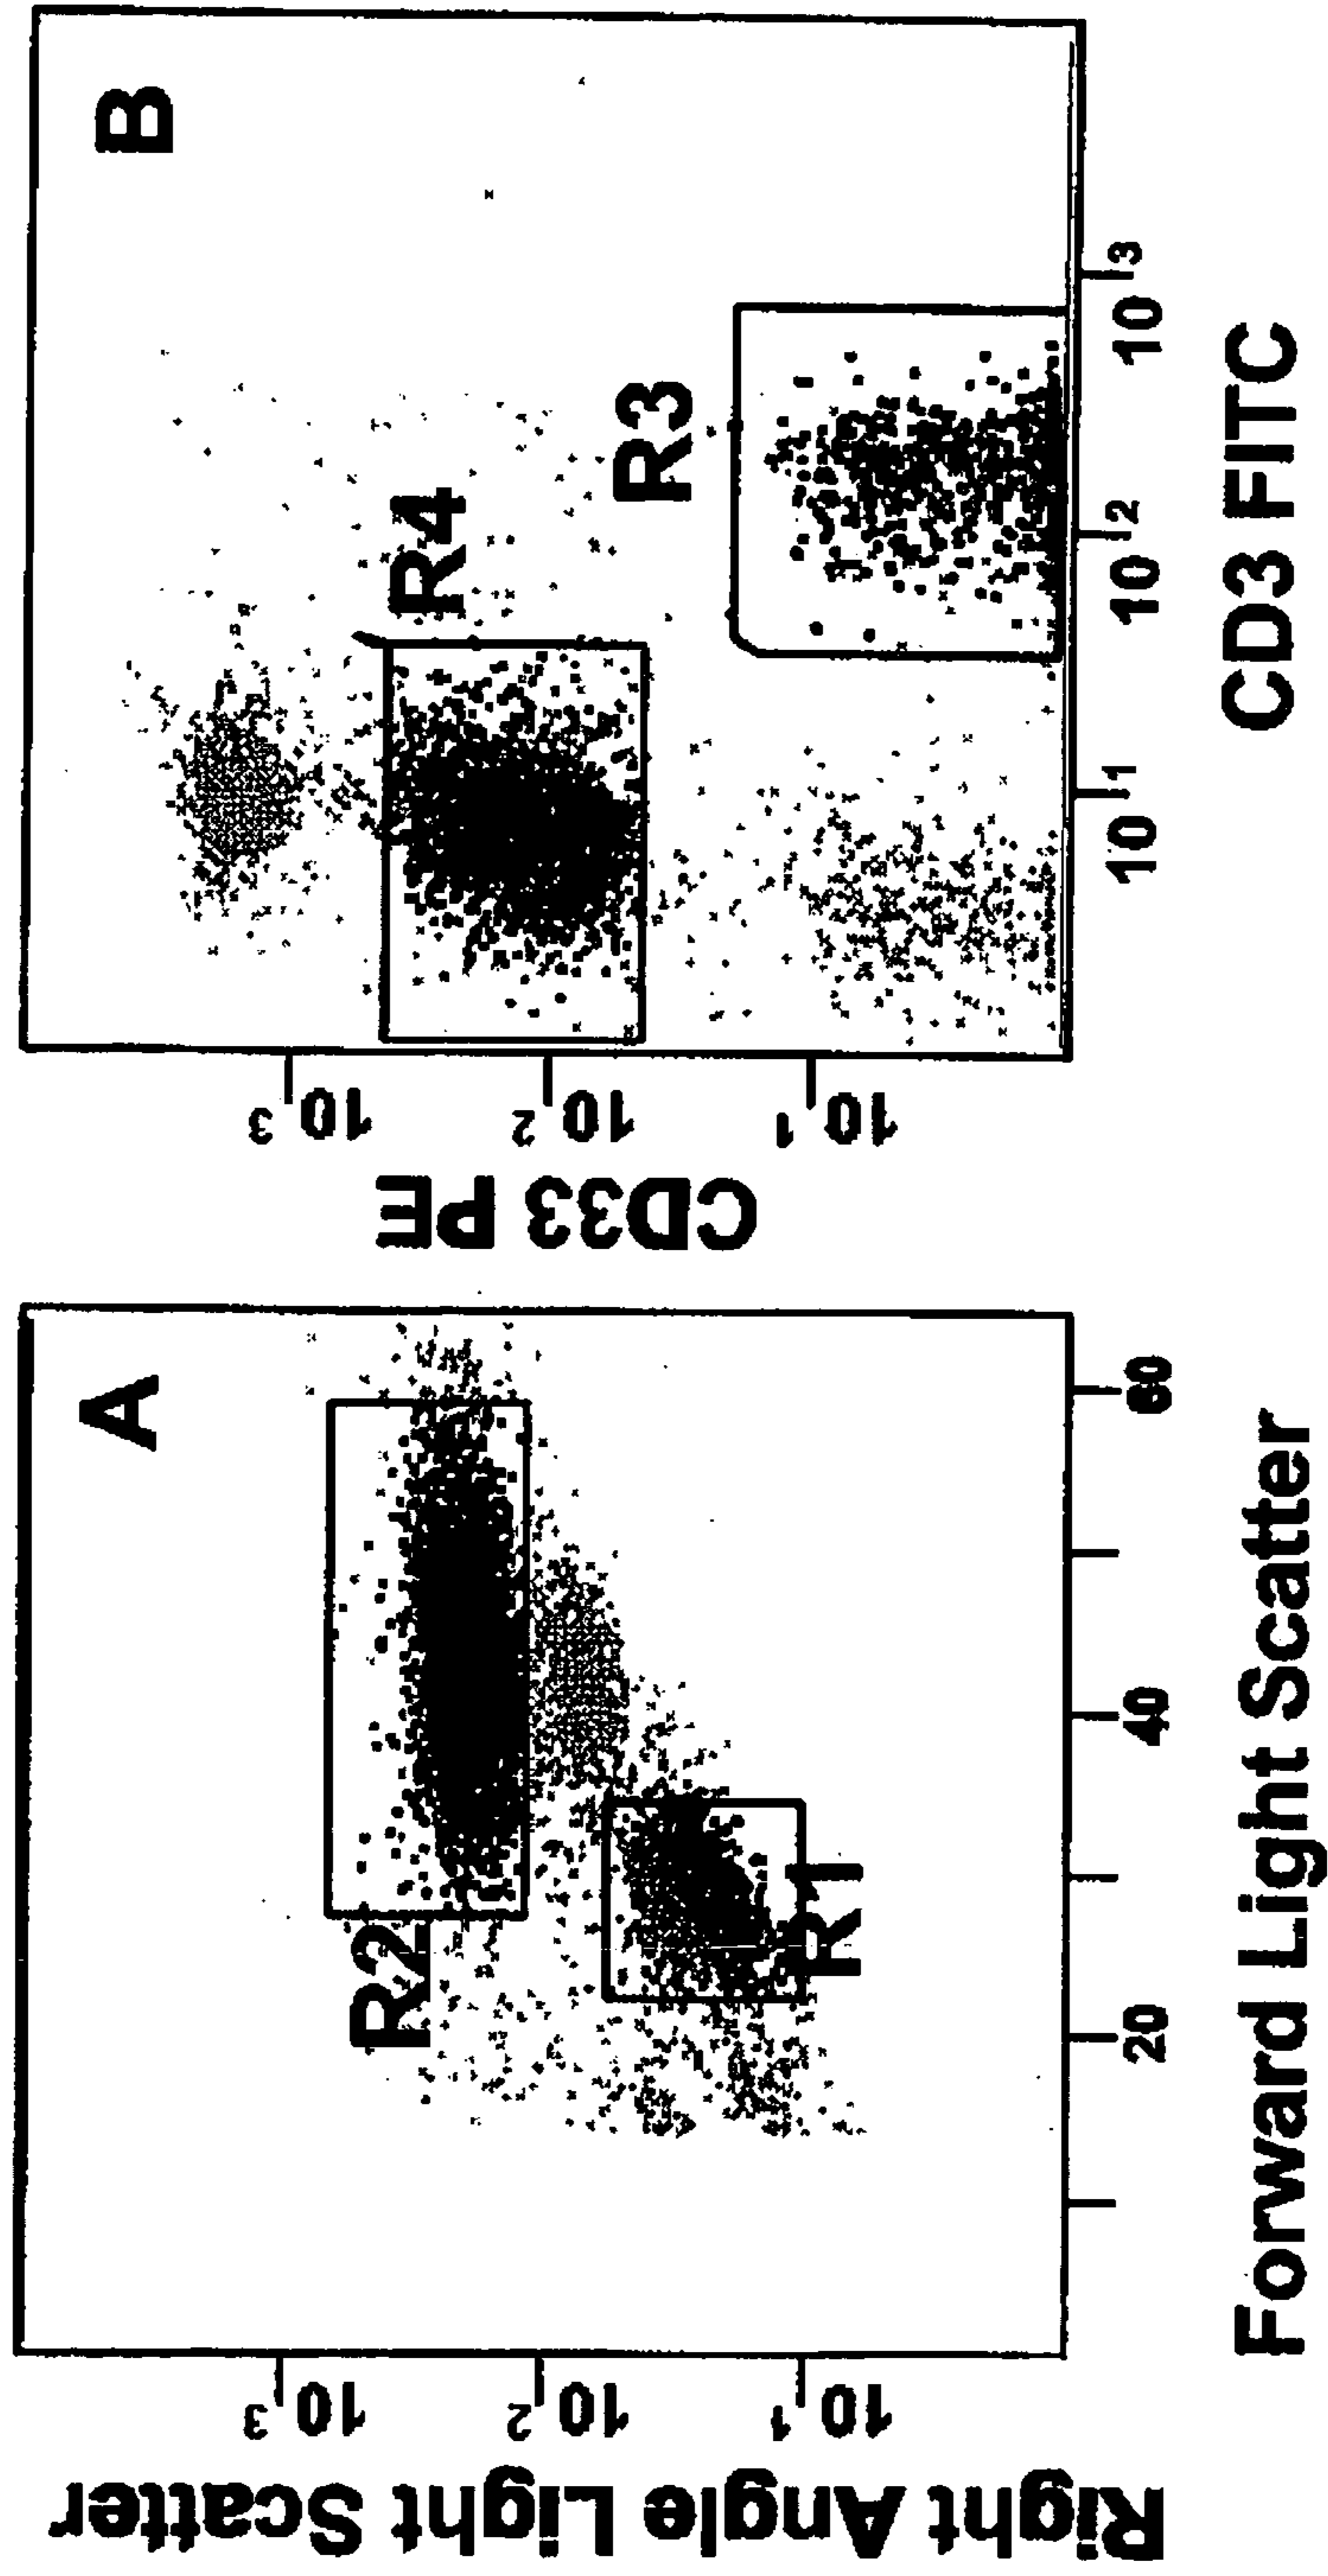 A
R2
R1
Right Angle Light Scatter
10 3
10 2
10 1
20
40
60
Forward Light Scatter
B
R4
R3
CD33 PE
10 3
10 2
10 1
10 1
10 2
10 3
CD3 FITC